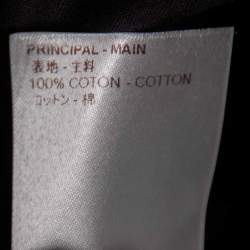 PRINCIPAL - MAIN
表地 - 主料
100% COTON - COTTON
コットン - 棉